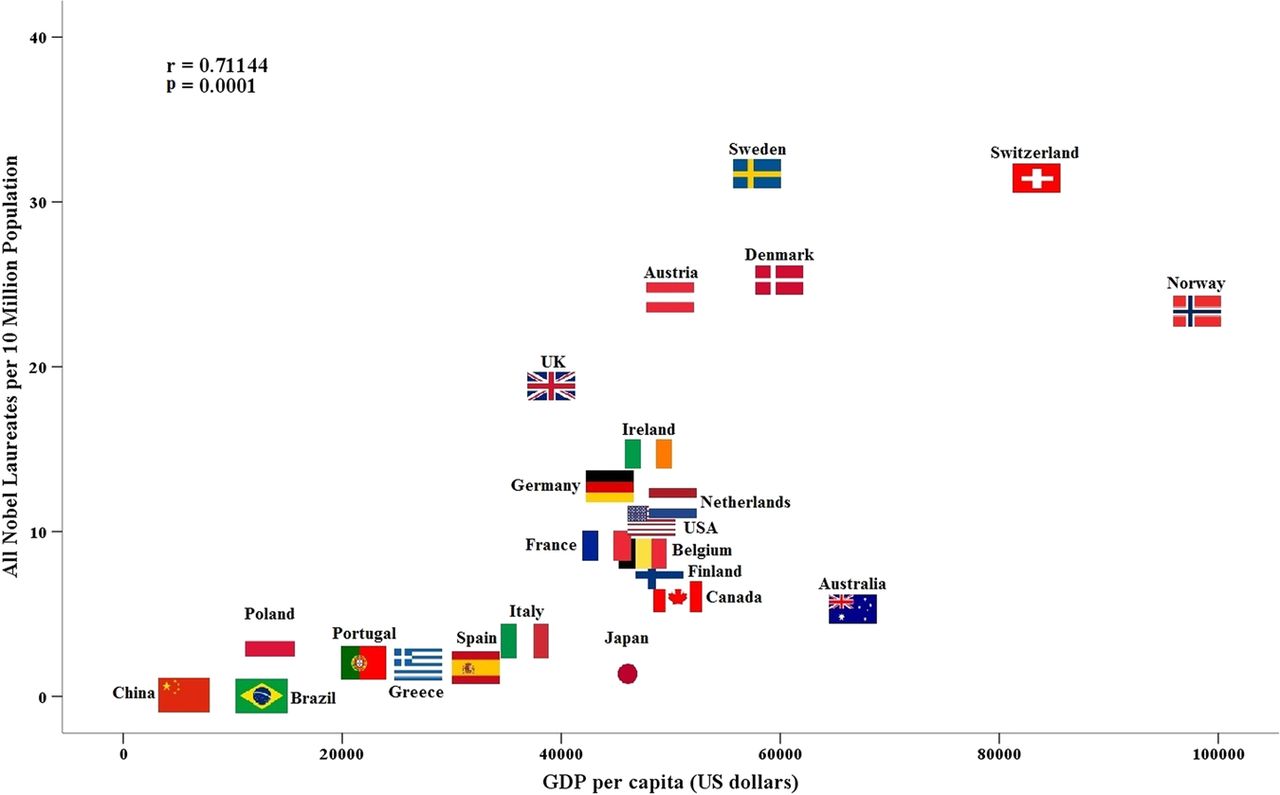 40
r = 0.71144
P = 0.0001
Sweden
Switzerland
30
Denmark
Austria
Norway
20
UK
Ireland
Germany
Netherlands
USA
10
France
Belgium
Finland
Australia
Canada
Poland
Italy
Portugal
Spain
Japan
Greece
China
Brazil
0
All Nobel Laureates per 10 Million Population
0 20000 40000 60000 80000 100000
GDP per capita (US dollars)